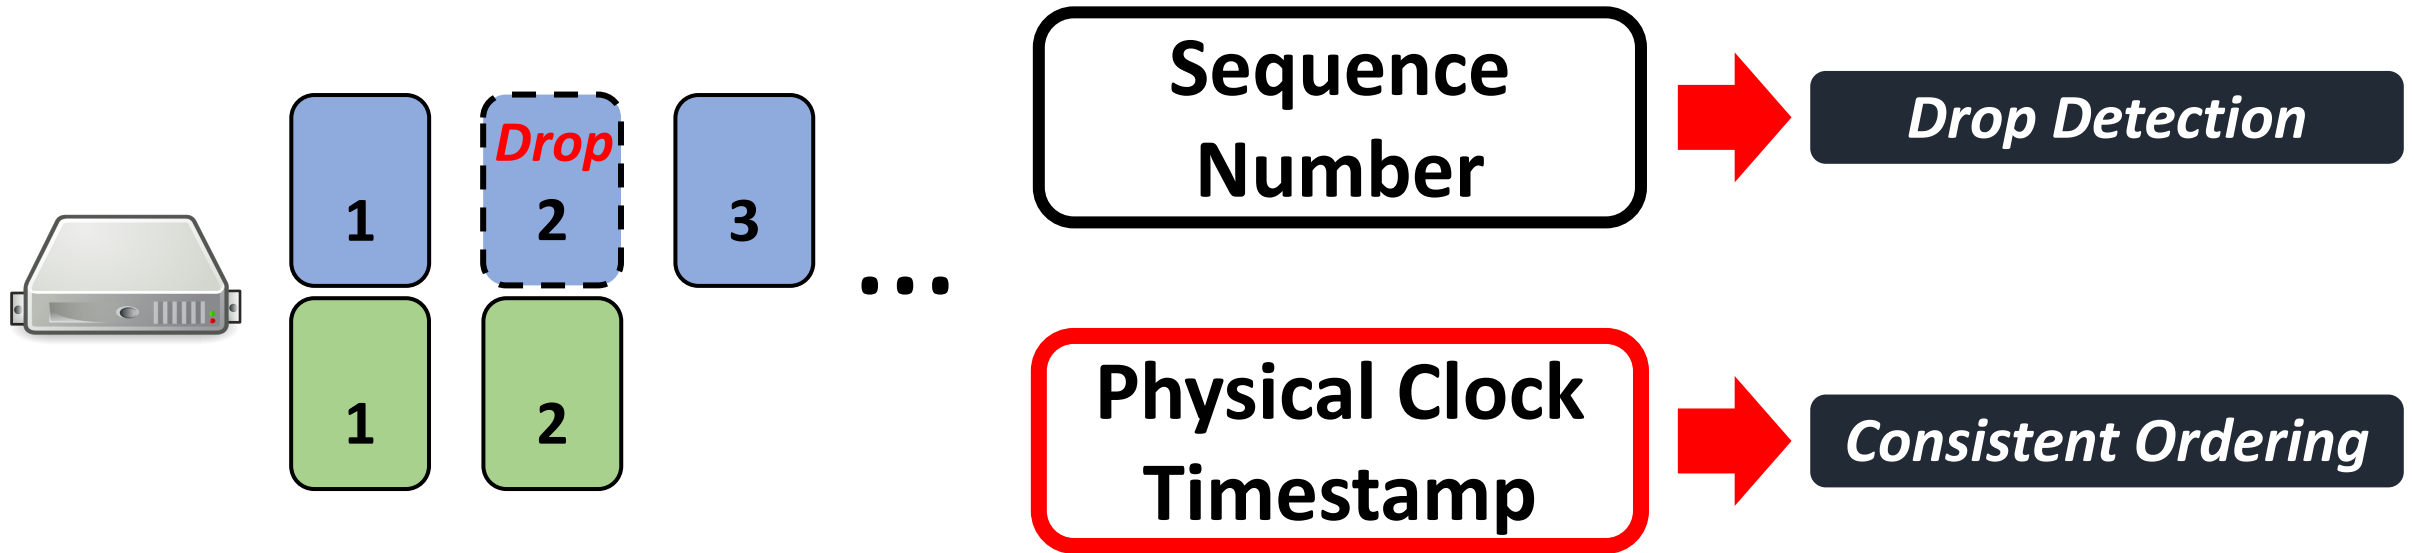 Drop
1
2
3
1
2
...
Sequence
Number
Drop Detection
Physical Clock
Timestamp
Consistent Ordering